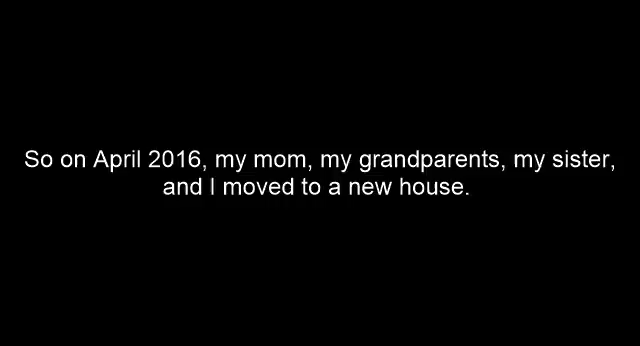 So on April 2016, my mom, my grandparents, my sister,
and I moved to a new house.